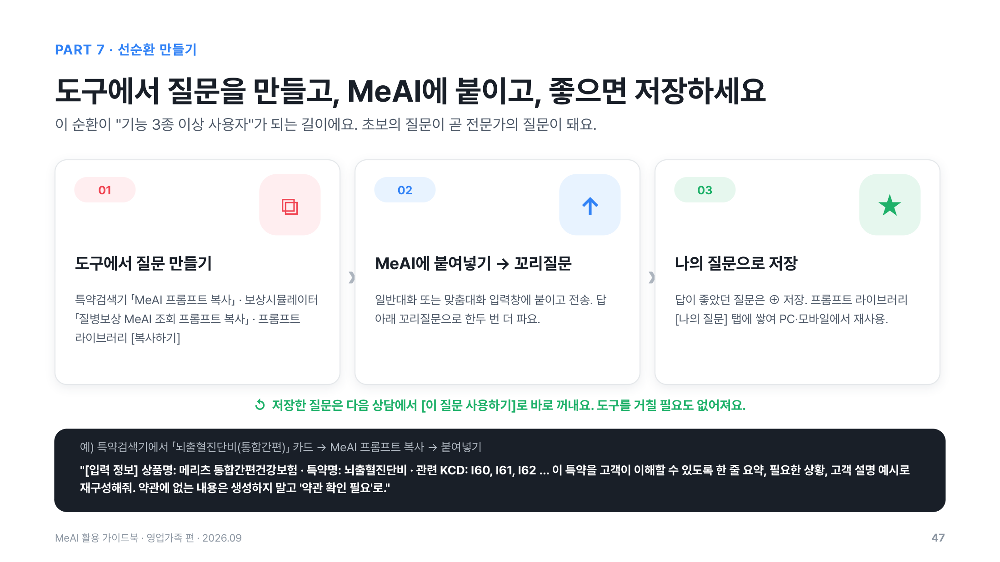 PART 7 · 선순환 만들기
도구에서 질문을 만들고, MeAI에 붙이고, 좋으면 저장하세요
이 순환이 "기능 3종 이상 사용자"가 되는 길이에요. 초보의 질문이 곧 전문가의 질문이 돼요.
01
도구에서 질문 만들기
특약검색기 「MeAI 프롬프트 복사」 · 보상시뮬레이터
「질병보상 MeAI 조회 프롬프트 복사」 · 프롬프트
라이브러리 [복사하기]
›
02
MeAI에 붙여넣기 → 꼬리질문
일반대화 또는 맞춤대화 입력창에 붙이고 전송. 답
아래 꼬리질문으로 한두 번 더 파요.
›
03
나의 질문으로 저장
답이 좋았던 질문은 ⊕ 저장. 프롬프트 라이브러리
[나의 질문] 탭에 쌓여 PC·모바일에서 재사용.
↺ 저장한 질문은 다음 상담에서 [이 질문 사용하기]로 바로 꺼내요. 도구를 거칠 필요도 없어져요.
예) 특약검색기에서 「뇌출혈진단비(통합간편)」 카드 → MeAI 프롬프트 복사 → 붙여넣기
"[입력 정보] 상품명: 메리츠 통합간편건강보험 · 특약명: 뇌출혈진단비 · 관련 KCD: I60, I61, I62 … 이 특약을 고객이 이해할 수 있도록 한 줄 요약, 필요한 상황, 고객 설명 예시로
재구성해줘. 약관에 없는 내용은 생성하지 말고 '약관 확인 필요'로."
MeAI 활용 가이드북 · 영업가족 편 · 2026.09
47